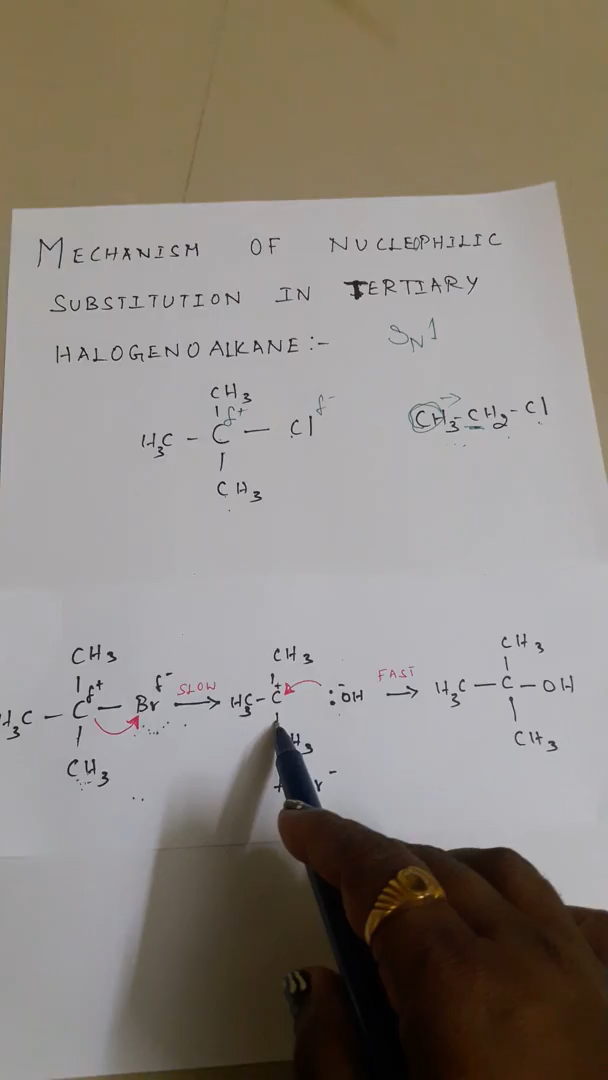 MECHANISM OF NUCLEOPHILIC
SUBSTITUTION IN TERTIARY
HALOGENOALKANE:-
SN1
CH3
H3C - C δ+ — Cl δ-
CH3
CH3-CH2-Cl
CH3
H3C — C δ+ — Br δ-
CH3
SLOW
CH3
H3C - C+
:OH-
FAST
CH3
H3C — C — OH
CH3